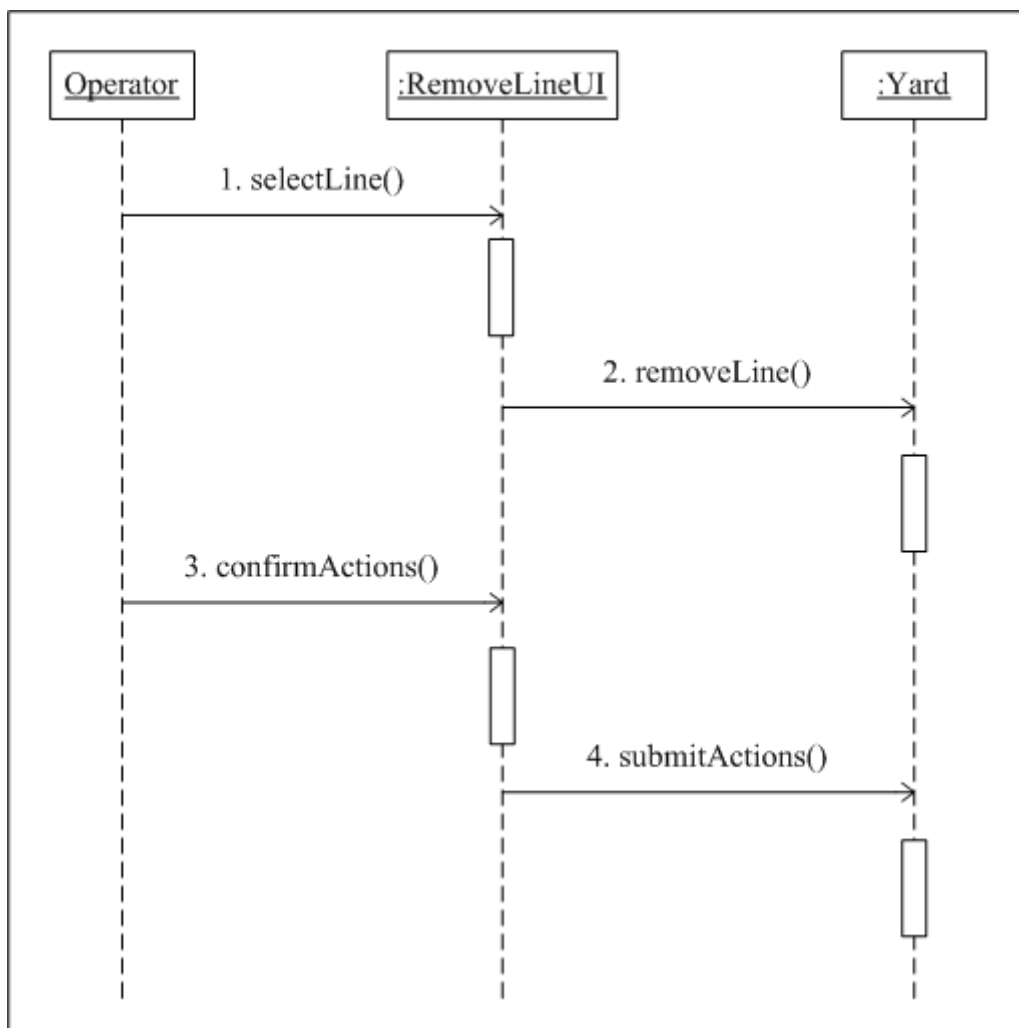 Operator
:RemoveLineUI
:Yard
1. selectLine()
2. removeLine()
3. confirmActions()
4. submitActions()